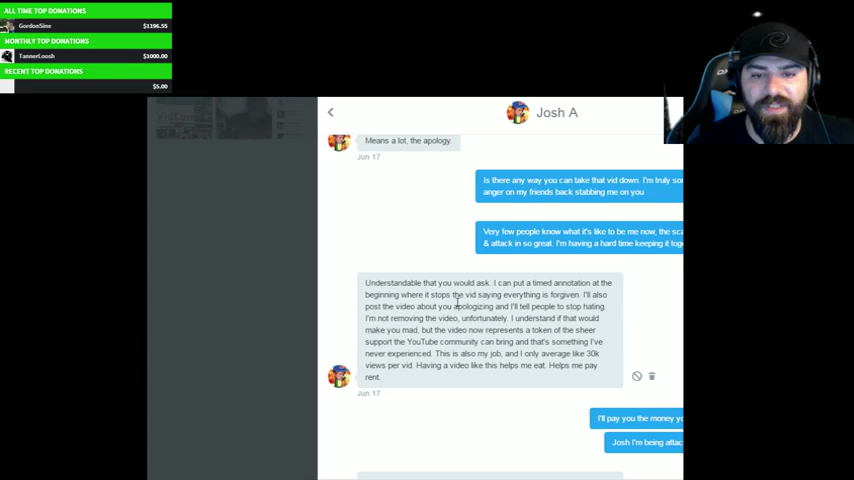 ALL TIME TOP DONATIONS
GordonSine $1196.55
MONTHLY TOP DONATIONS
TannerLoosh $1000.00
RECENT TOP DONATIONS
$5.00
Josh A
Means a lot, the apology.
Jun 17
Is there any way you can take that vid down. I'm truly
anger on my friends back stabbing me on you
Very few people know what it's like to be me now, the
& attack in so great. I'm having a hard time keeping it
Understandable that you would ask. I can put a timed annotation at the
beginning where it stops the vid saying everything is forgiven. I'll also
post the video about you apologizing and I'll tell people to stop hating.
I'm not removing the video, unfortunately. I understand if that would
make you mad, but the video now represents a token of the sheer
support the YouTube community can bring and that's something I've
never experienced. This is also my job, and I only average like 30k
views per vid. Having a video like this helps me eat. Helps me pay
rent.
Jun 17
I'll pay you the money
Josh I'm being